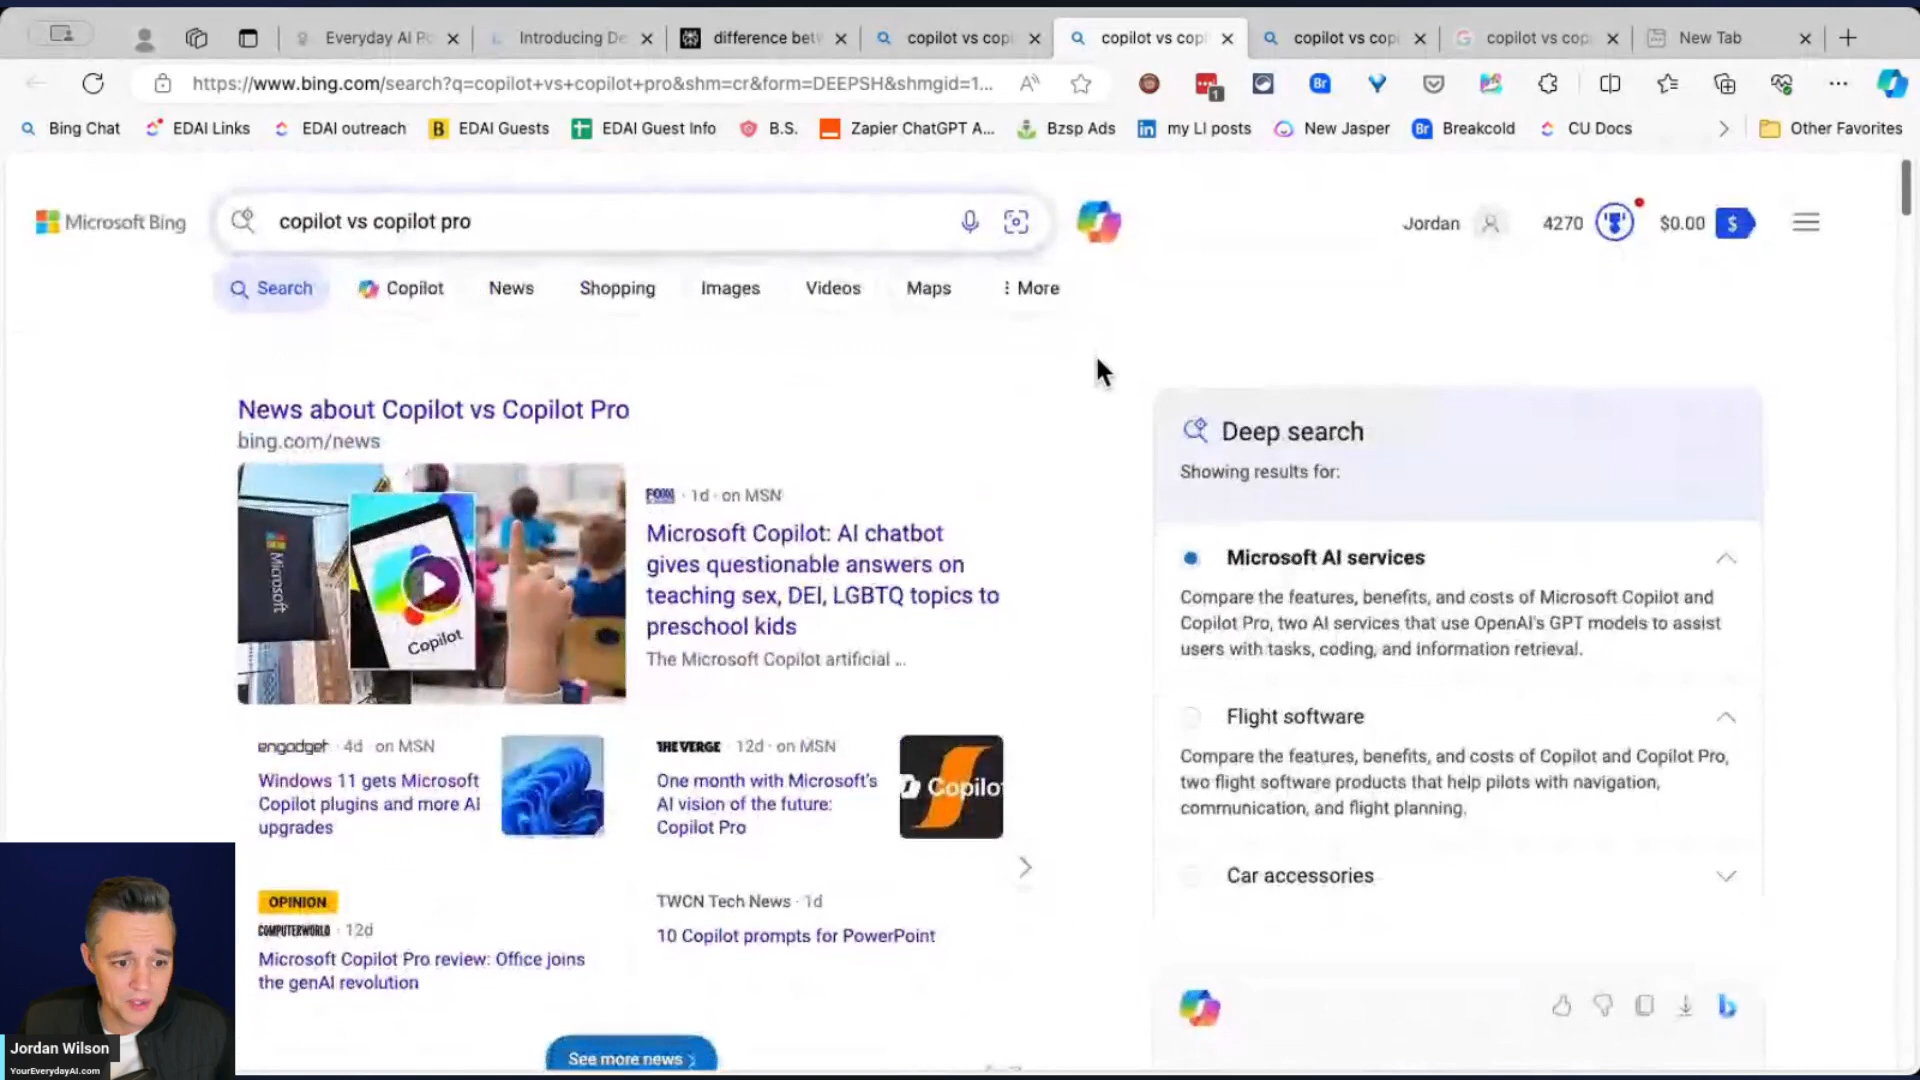 Everyday AI Po
Introducing De
difference bet
copilot vs cop
copilot vs copi
copilot vs cop
copilot vs cop
New Tab
https://www.bing.com/search?q=copilot+vs+copilot+pro&shm=cr&form=DEEPSH&shmgid=1...
1
Bing Chat
EDAI Links
EDAI outreach
EDAI Guests
EDAI Guest Info
B.S.
Zapier ChatGPT A...
Bzsp Ads
my LI posts
New Jasper
Breakcold
CU Docs
Other Favorites
Microsoft Bing
copilot vs copilot pro
Jordan
4270
$0.00
Search
Copilot
News
Shopping
Images
Videos
Maps
More
News about Copilot vs Copilot Pro
bing.com/news
Microsoft
Copilot
FOX · 1d · on MSN
Microsoft Copilot: AI chatbot
gives questionable answers on
teaching sex, DEI, LGBTQ topics to
preschool kids
The Microsoft Copilot artificial ...
engadget · 4d · on MSN
Windows 11 gets Microsoft
Copilot plugins and more AI
upgrades
THE VERGE · 12d · on MSN
One month with Microsoft's
AI vision of the future:
Copilot Pro
Copilo
OPINION
COMPUTERWORLD · 12d
Microsoft Copilot Pro review: Office joins
the genAI revolution
TWCN Tech News · 1d
10 Copilot prompts for PowerPoint
See more news
Deep search
Showing results for:
Microsoft AI services
Compare the features, benefits, and costs of Microsoft Copilot and
Copilot Pro, two AI services that use OpenAI's GPT models to assist
users with tasks, coding, and information retrieval.
Flight software
Compare the features, benefits, and costs of Copilot and Copilot Pro,
two flight software products that help pilots with navigation,
communication, and flight planning.
Car accessories
Jordan Wilson
YourEverydayAI.com